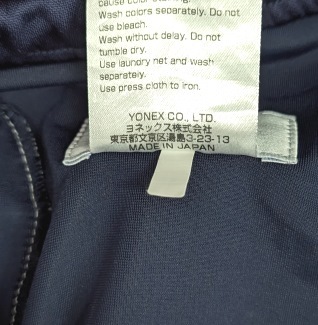 cause color staining.
Wash colors separately. Do not
use bleach.
Wash without delay. Do not
tumble dry.
Use laundry net and wash
separately.
Use press cloth to iron.
YONEX CO., LTD.
ヨネックス株式会社
東京都文京区湯島3-23-13
MADE IN JAPAN